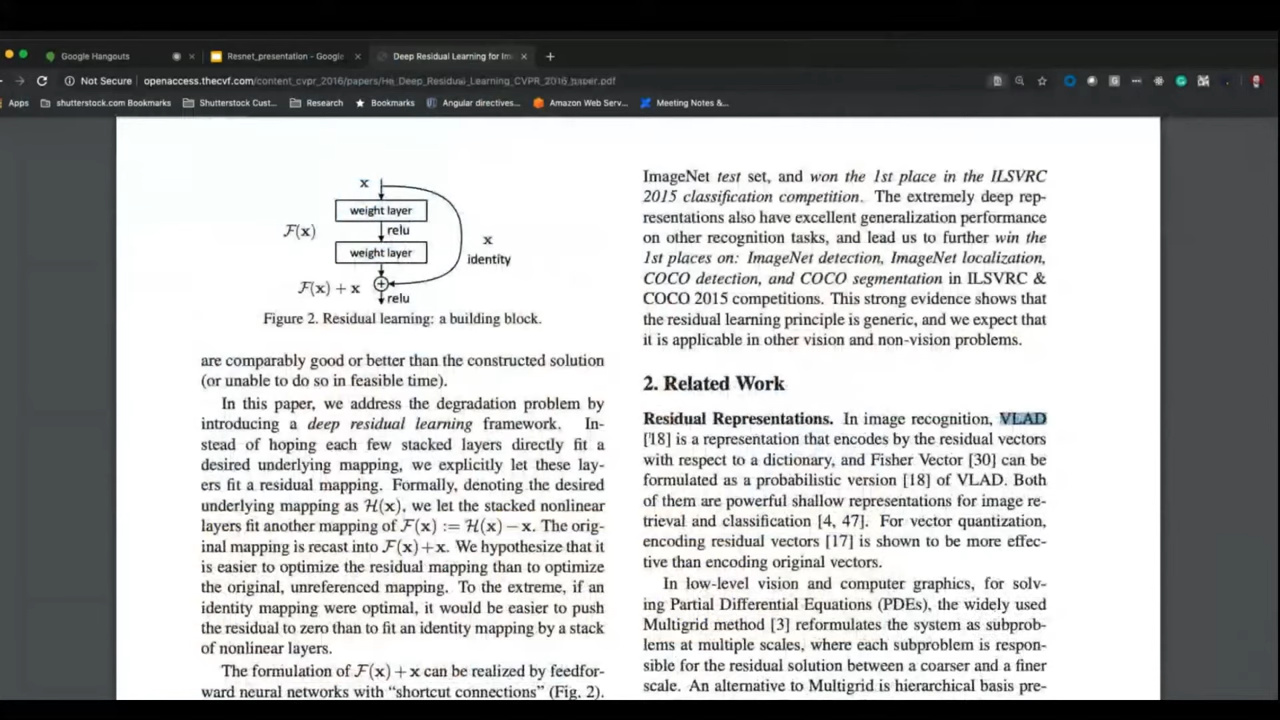 Google Hangouts
Resnet_presentation - Google
Deep Residual Learning for Im
Not Secure
openaccess.thecvf.com/content_cvpr_2016/papers/He_Deep_Residual_Learning_CVPR_2016_paper.pdf
Apps
shutterstock.com Bookmarks
Shutterstock Cust...
Research
Bookmarks
Angular directives...
Amazon Web Serv...
Meeting Notes &...
x
weight layer
F(x)
relu
weight layer
x
identity
F(x) + x
relu
Figure 2. Residual learning: a building block.
are comparably good or better than the constructed solution
(or unable to do so in feasible time).
In this paper, we address the degradation problem by
introducing a deep residual learning framework. In-
stead of hoping each few stacked layers directly fit a
desired underlying mapping, we explicitly let these lay-
ers fit a residual mapping. Formally, denoting the desired
underlying mapping as H(x), we let the stacked nonlinear
layers fit another mapping of F(x) := H(x)−x. The orig-
inal mapping is recast into F(x)+x. We hypothesize that it
is easier to optimize the residual mapping than to optimize
the original, unreferenced mapping. To the extreme, if an
identity mapping were optimal, it would be easier to push
the residual to zero than to fit an identity mapping by a stack
of nonlinear layers.
The formulation of F(x)+x can be realized by feedfor-
ward neural networks with “shortcut connections” (Fig. 2).
ImageNet test set, and won the 1st place in the ILSVRC
2015 classification competition. The extremely deep rep-
resentations also have excellent generalization performance
on other recognition tasks, and lead us to further win the
1st places on: ImageNet detection, ImageNet localization,
COCO detection, and COCO segmentation in ILSVRC &
COCO 2015 competitions. This strong evidence shows that
the residual learning principle is generic, and we expect that
it is applicable in other vision and non-vision problems.
2. Related Work
Residual Representations. In image recognition, VLAD
[18] is a representation that encodes by the residual vectors
with respect to a dictionary, and Fisher Vector [30] can be
formulated as a probabilistic version [18] of VLAD. Both
of them are powerful shallow representations for image re-
trieval and classification [4, 47]. For vector quantization,
encoding residual vectors [17] is shown to be more effec-
tive than encoding original vectors.
In low-level vision and computer graphics, for solv-
ing Partial Differential Equations (PDEs), the widely used
Multigrid method [3] reformulates the system as subprob-
lems at multiple scales, where each subproblem is respon-
sible for the residual solution between a coarser and a finer
scale. An alternative to Multigrid is hierarchical basis pre-